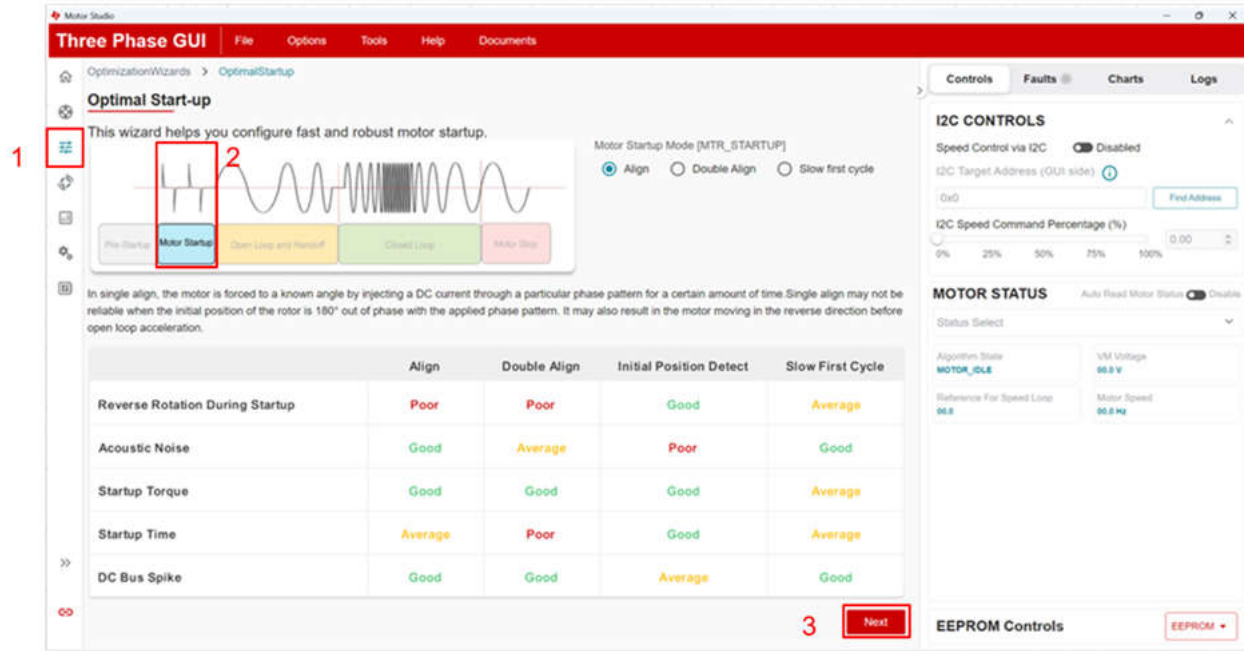 Motor Studio
Three Phase GUI File Options Tools Help Documents
OptimizationWizards > OptimalStartup
Optimal Start-up
This wizard helps you configure fast and robust motor startup.
1
2
Pre-Startup Motor Startup Open Loop and Handoff Closed Loop Motor Stop
Motor Startup Mode [MTR_STARTUP]
Align Double Align Slow first cycle
In single align, the motor is forced to a known angle by injecting a DC current through a particular phase pattern for a certain amount of time.Single align may not be
reliable when the initial position of the rotor is 180° out of phase with the applied phase pattern. It may also result in the motor moving in the reverse direction before
open loop acceleration.
Align Double Align Initial Position Detect Slow First Cycle
Reverse Rotation During Startup Poor Poor Good Average
Acoustic Noise Good Average Poor Good
Startup Torque Good Good Good Average
Startup Time Average Poor Good Average
DC Bus Spike Good Good Average Good
3 Next
Controls Faults Charts Logs
I2C CONTROLS
Speed Control via I2C Disabled
I2C Target Address (GUI side)
0x0 Find Address
I2C Speed Command Percentage (%)
0.00
0% 25% 50% 75% 100%
MOTOR STATUS Auto Read Motor Status Disable
Status Select
Algorithm State VM Voltage
MOTOR_IDLE 00.0 V
Reference For Speed Loop Motor Speed
00.0 00.0 Hz
EEPROM Controls EEPROM